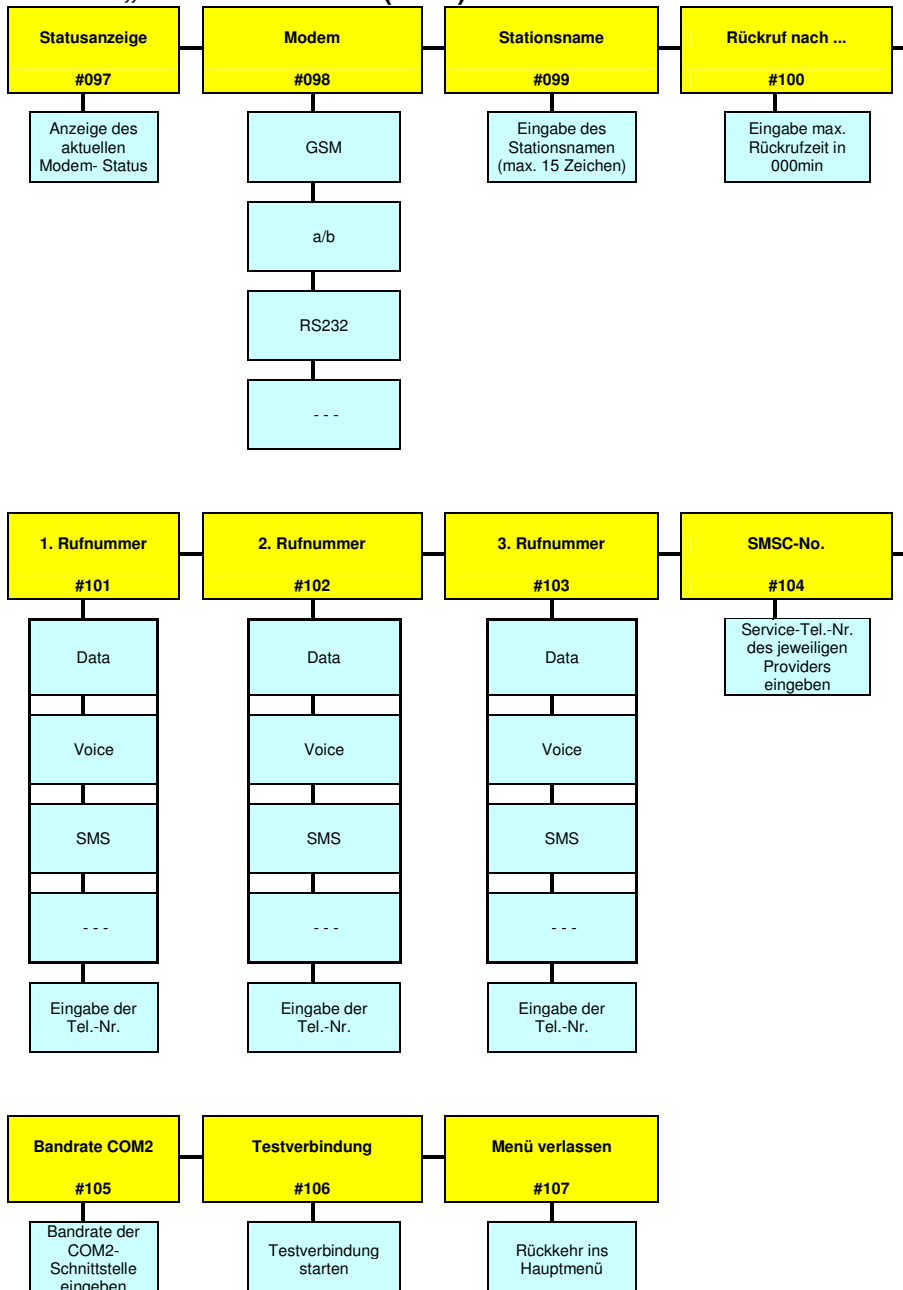 Statusanzeige
#097
Modem
#098
Stationsname
#099
Rückruf nach ...
#100
Anzeige des
aktuellen
Modem- Status
GSM
a/b
RS232
- - -
Eingabe des
Stationsnamen
(max. 15 Zeichen)
Eingabe max.
Rückrufzeit in
000min
1. Rufnummer
#101
2. Rufnummer
#102
3. Rufnummer
#103
SMSC-No.
#104
Data
Voice
SMS
- - -
Eingabe der
Tel.-Nr.
Data
Voice
SMS
- - -
Eingabe der
Tel.-Nr.
Data
Voice
SMS
- - -
Eingabe der
Tel.-Nr.
Service-Tel.-Nr.
des jeweiligen
Providers
eingeben
Bandrate COM2
#105
Testverbindung
#106
Menü verlassen
#107
Bandrate der
COM2-
Schnittstelle
eingeben
Testverbindung
starten
Rückkehr ins
Hauptmenü